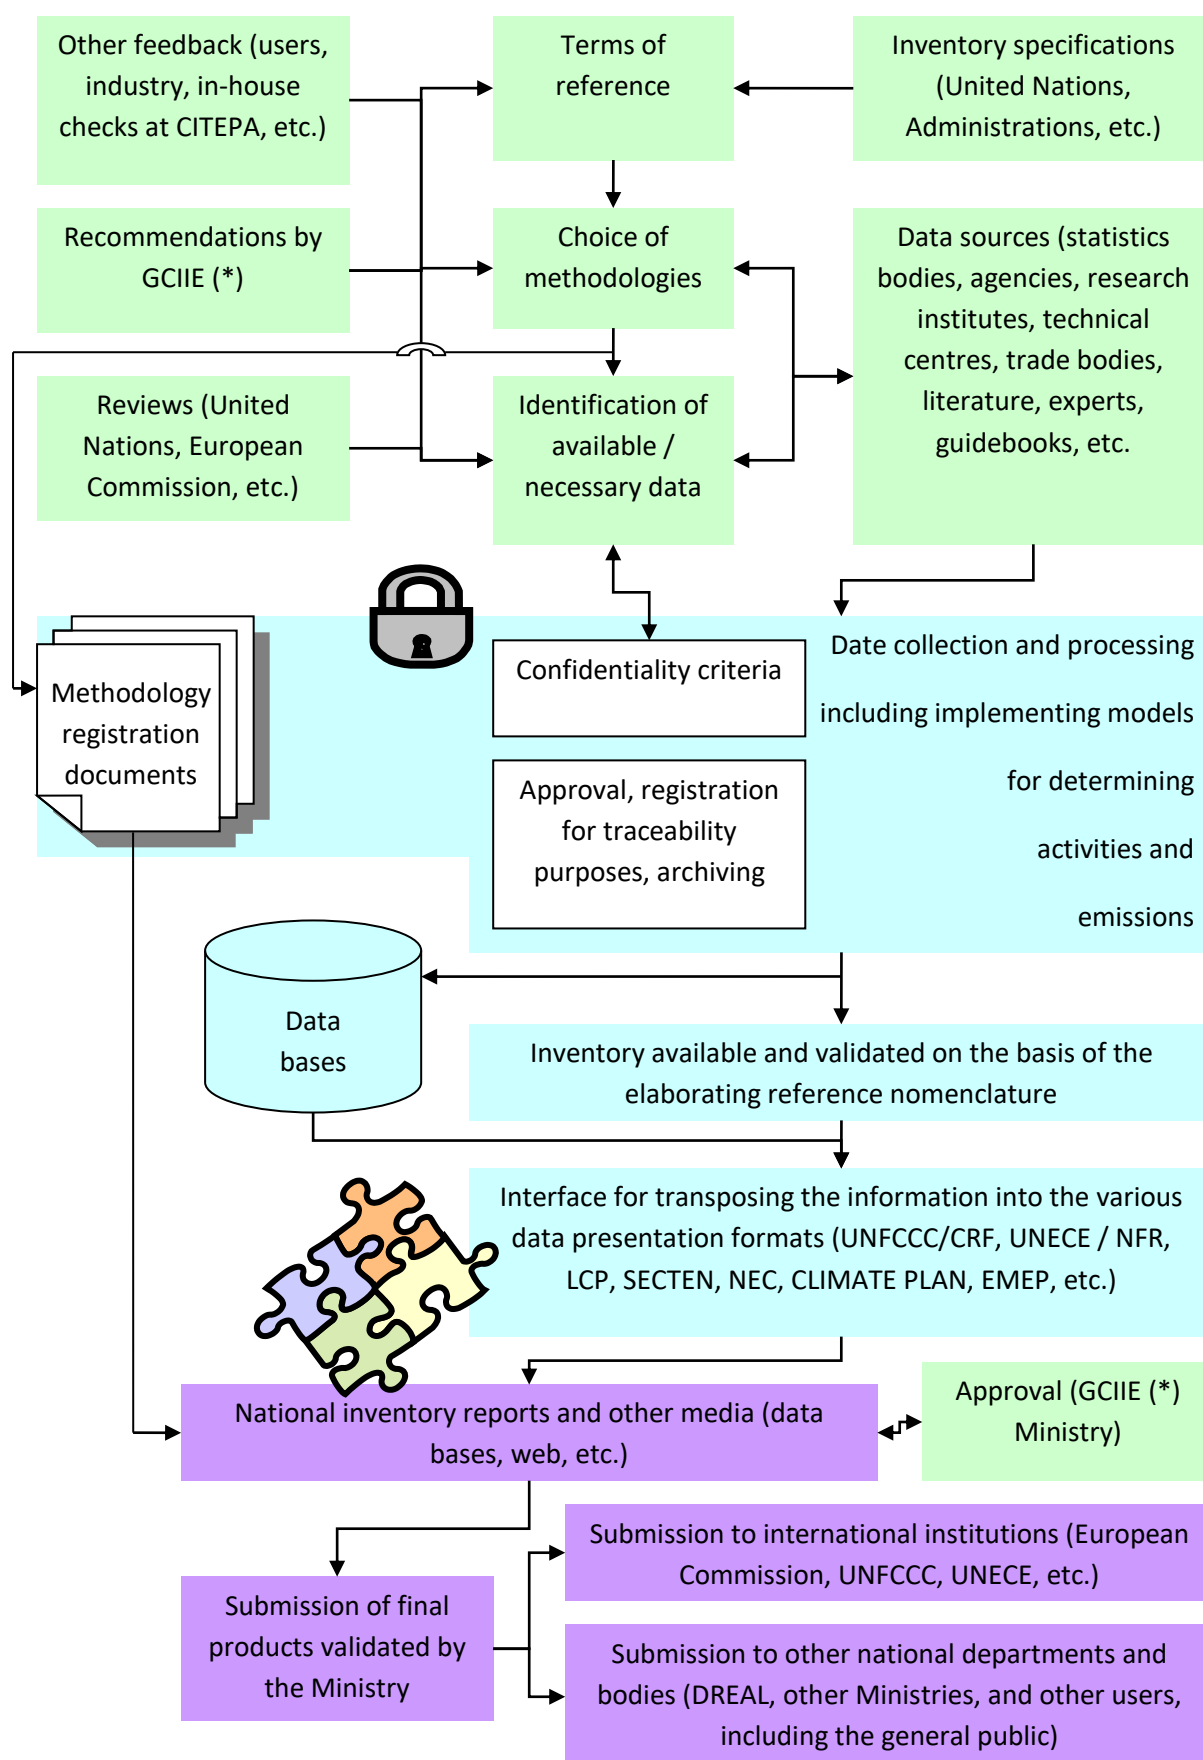 Other feedback (users,
industry, in-house
checks at CITEPA, etc.)
Terms of
reference
Inventory specifications
(United Nations,
Administrations, etc.)
Recommendations by
GCIIE (*)
Choice of
methodologies
Data sources (statistics
bodies, agencies, research
institutes, technical
centres, trade bodies,
literature, experts,
guidebooks, etc.
Reviews (United
Nations, European
Commission, etc.)
Identification of
available /
necessary data
Methodology
registration
documents
Confidentiality criteria
Approval, registration
for traceability
purposes, archiving
Date collection and processing
including implementing models
for determining
activities and
emissions
Data
bases
Inventory available and validated on the basis of the
elaborating reference nomenclature
Interface for transposing the information into the various
data presentation formats (UNFCCC/CRF, UNECE / NFR,
LCP, SECTEN, NEC, CLIMATE PLAN, EMEP, etc.)
National inventory reports and other media (data
bases, web, etc.)
Approval (GCIIE (*)
Ministry)
Submission of final
products validated by
the Ministry
Submission to international institutions (European
Commission, UNFCCC, UNECE, etc.)
Submission to other national departments and
bodies (DREAL, other Ministries, and other users,
including the general public)